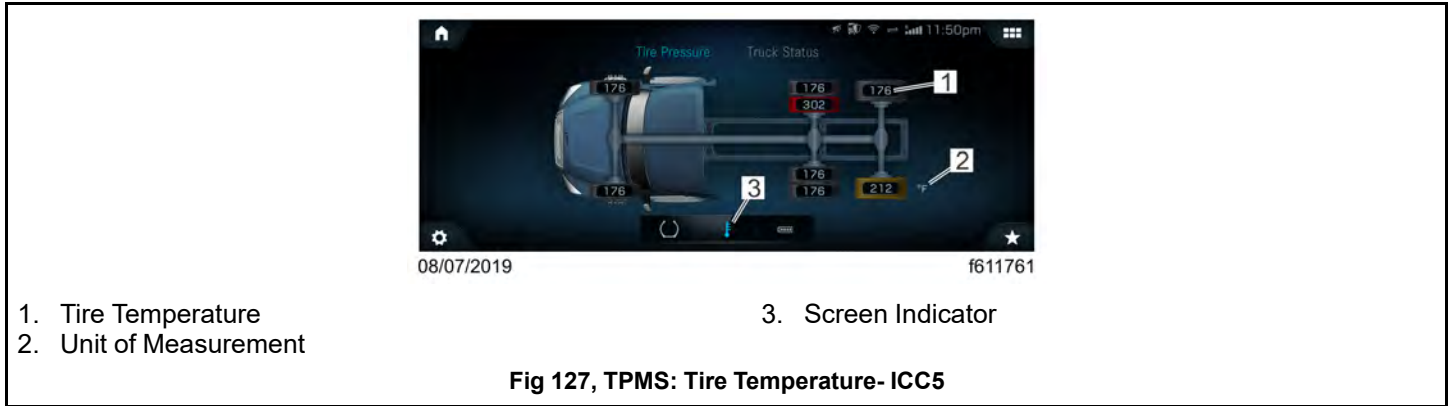 11:50pm
Tire Pressure Truck Status
176 176 176 1
302
2
176
176 3 176 212 °F
08/07/2019 f611761
1. Tire Temperature 3. Screen Indicator
2. Unit of Measurement
Fig 127, TPMS: Tire Temperature- ICC5